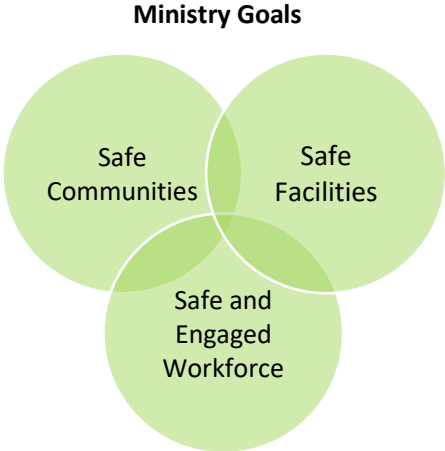 Ministry Goals
Safe
Communities
Safe
Facilities
Safe and
Engaged
Workforce